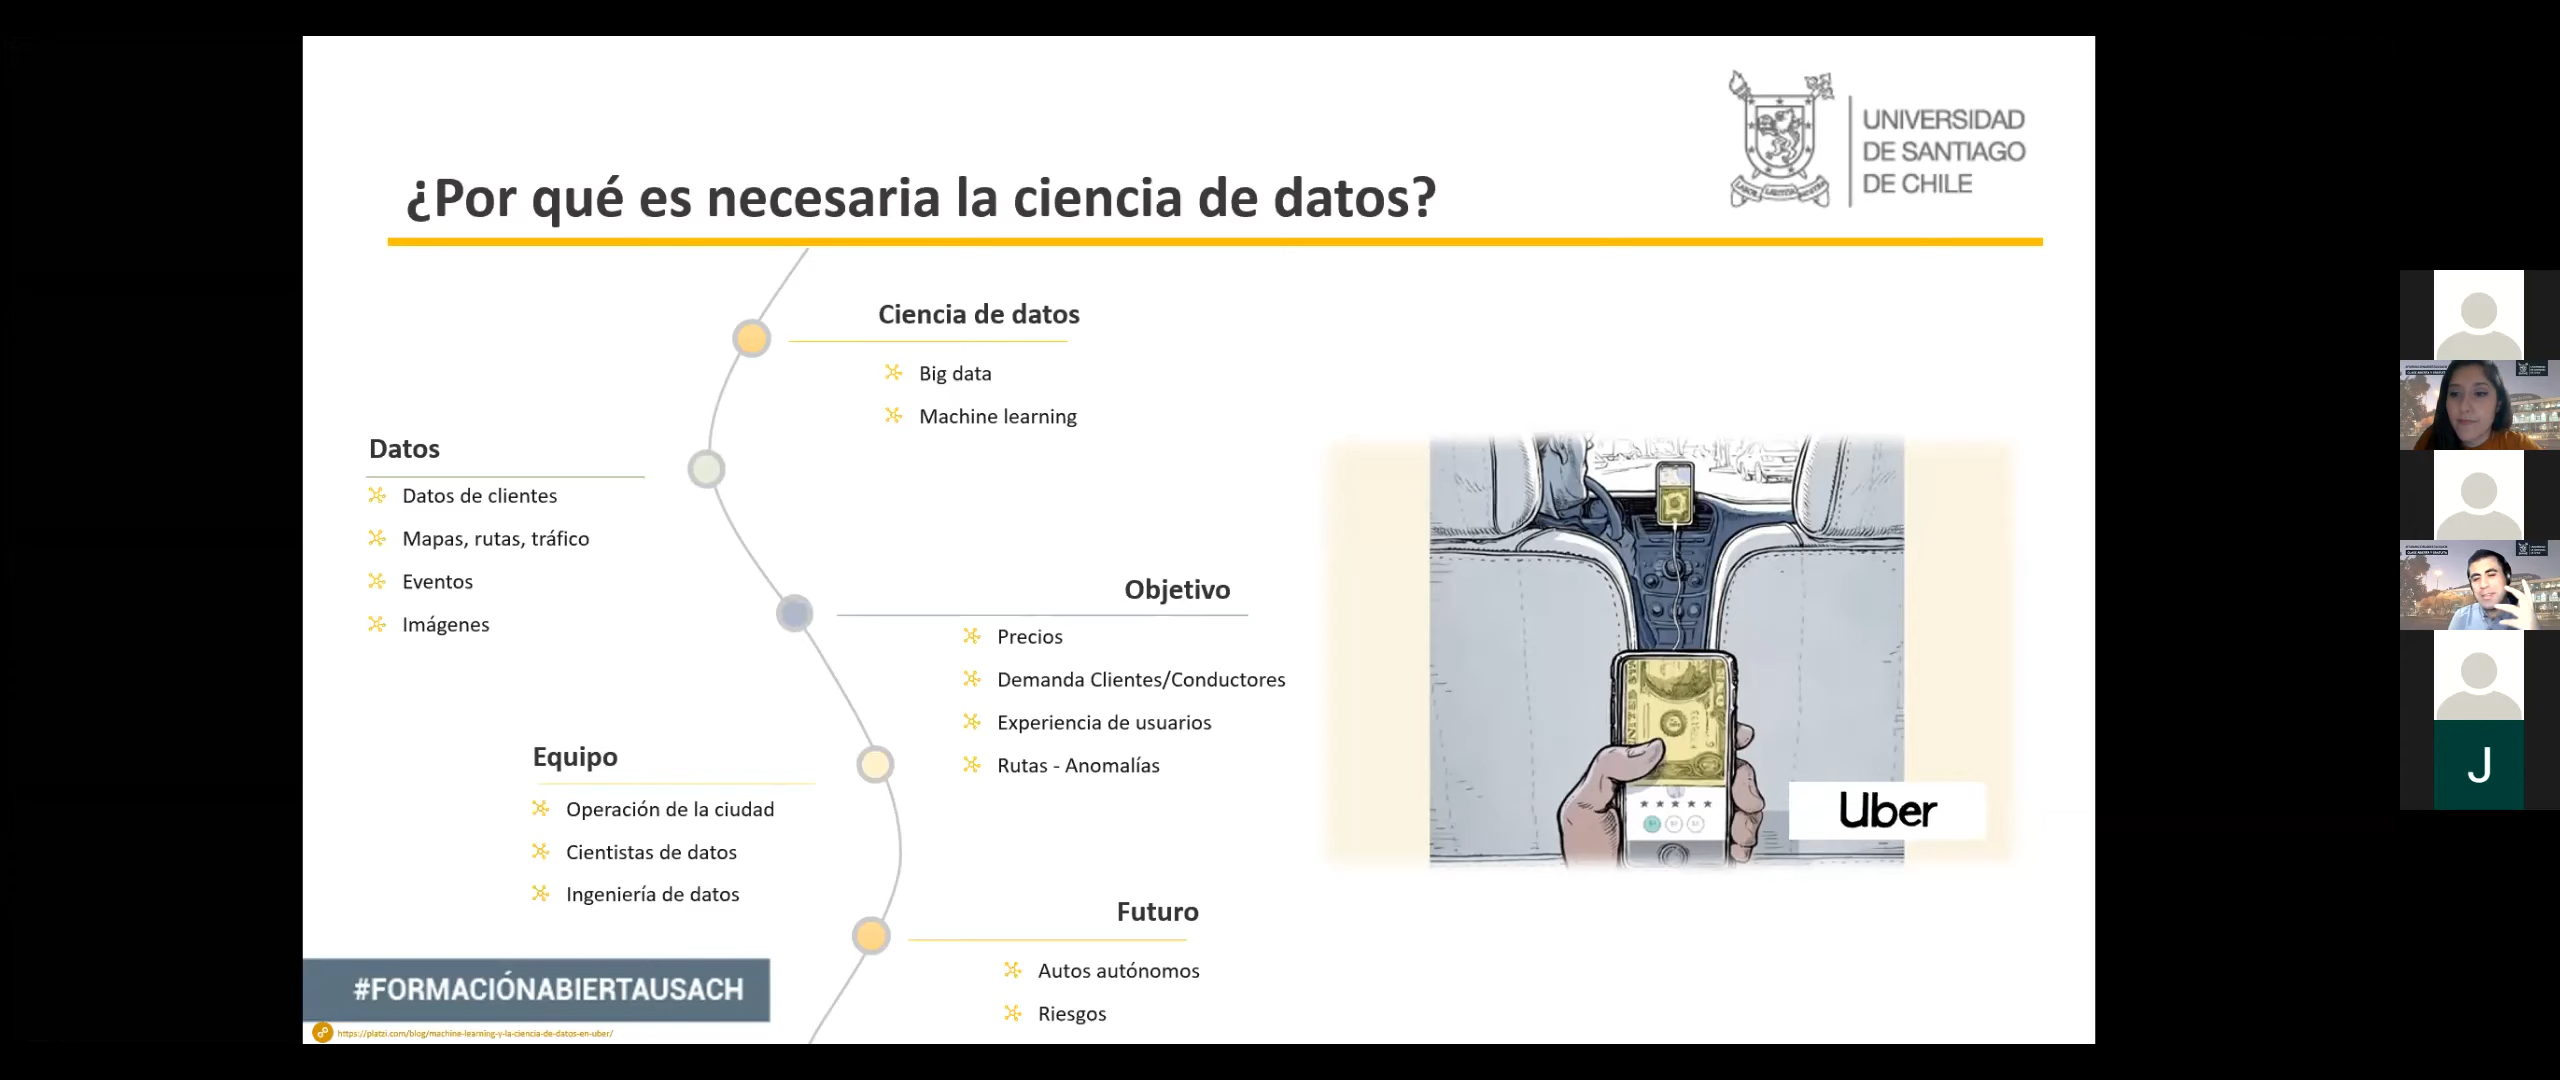 UNIVERSIDAD
DE SANTIAGO
DE CHILE
¿Por qué es necesaria la ciencia de datos?
Ciencia de datos
Big data
Machine learning
Datos
Datos de clientes
Mapas, rutas, tráfico
Eventos
Imágenes
Objetivo
Precios
Demanda Clientes/Conductores
Experiencia de usuarios
Rutas - Anomalías
Equipo
Operación de la ciudad
Cientistas de datos
Ingeniería de datos
Futuro
Autos autónomos
Riesgos
Uber
#FORMACIÓNABIERTAUSACH
https://platzi.com/blog/machine-learning-y-la-ciencia-de-datos-en-uber/
J